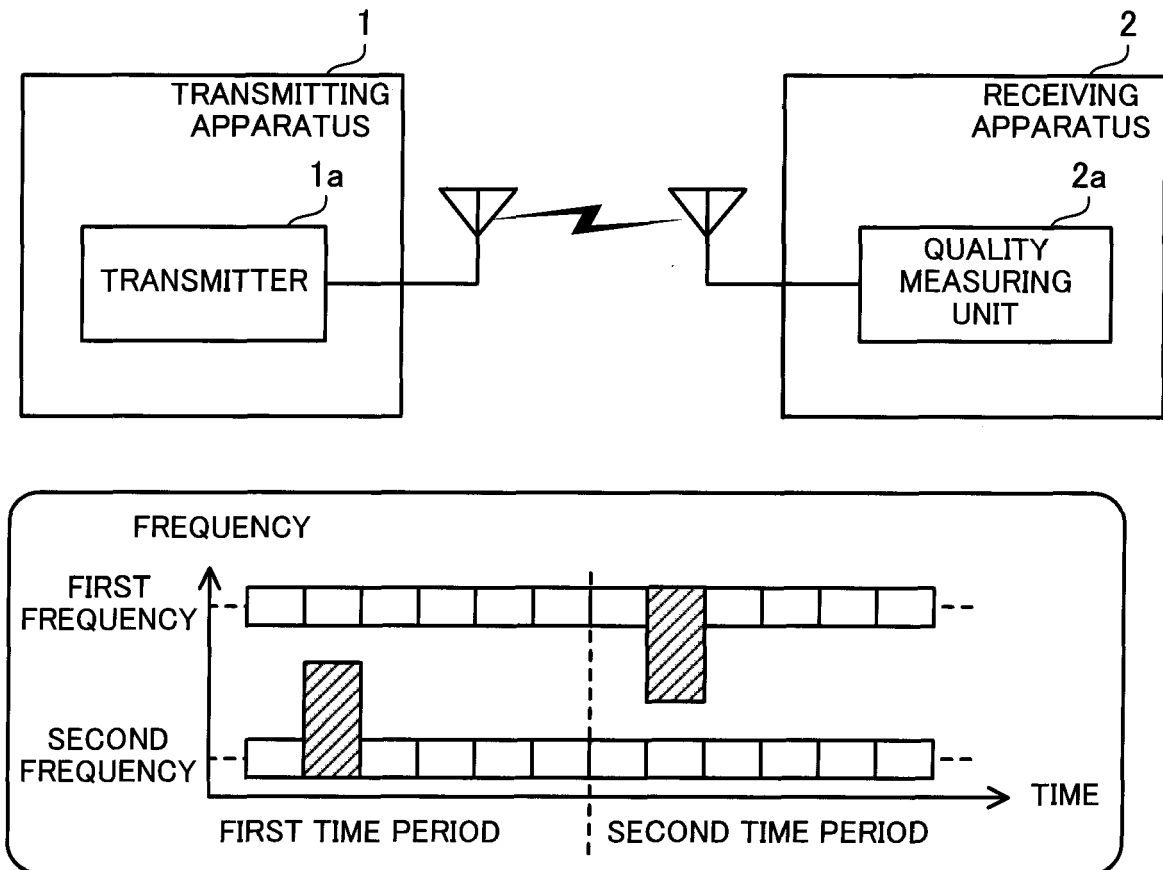 1
2
TRANSMITTING
APPARATUS
RECEIVING
APPARATUS
1a
2a
TRANSMITTER
QUALITY
MEASURING
UNIT
FREQUENCY
FIRST
FREQUENCY
SECOND
FREQUENCY
TIME
FIRST TIME PERIOD
SECOND TIME PERIOD